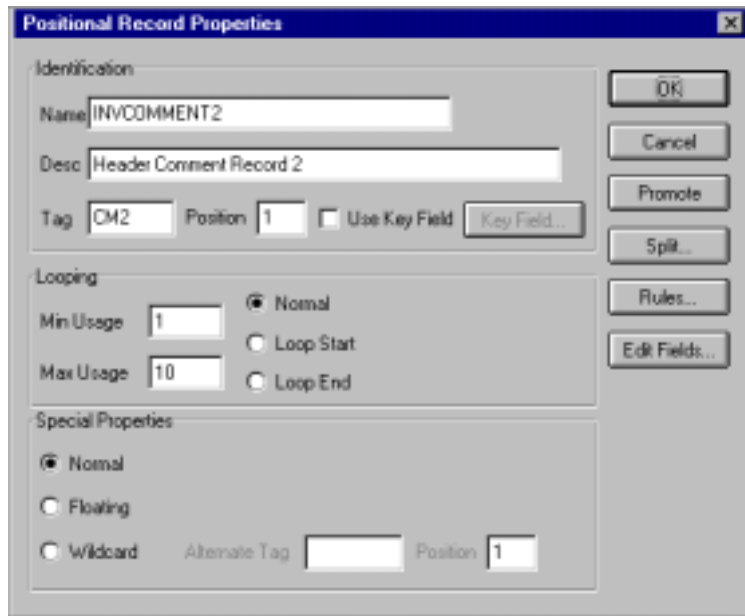 Positional Record Properties
Identification
Name INVCOMMENT2
Desc Header Comment Record 2
Tag CM2 Position 1 Use Key Field Key Field...
Looping
Min Usage 1
Max Usage 10
Normal
Loop Start
Loop End
Special Properties
Normal
Floating
Wildcard Alternate Tag Position 1
OK
Cancel
Promote
Split...
Rules...
Edit Fields...